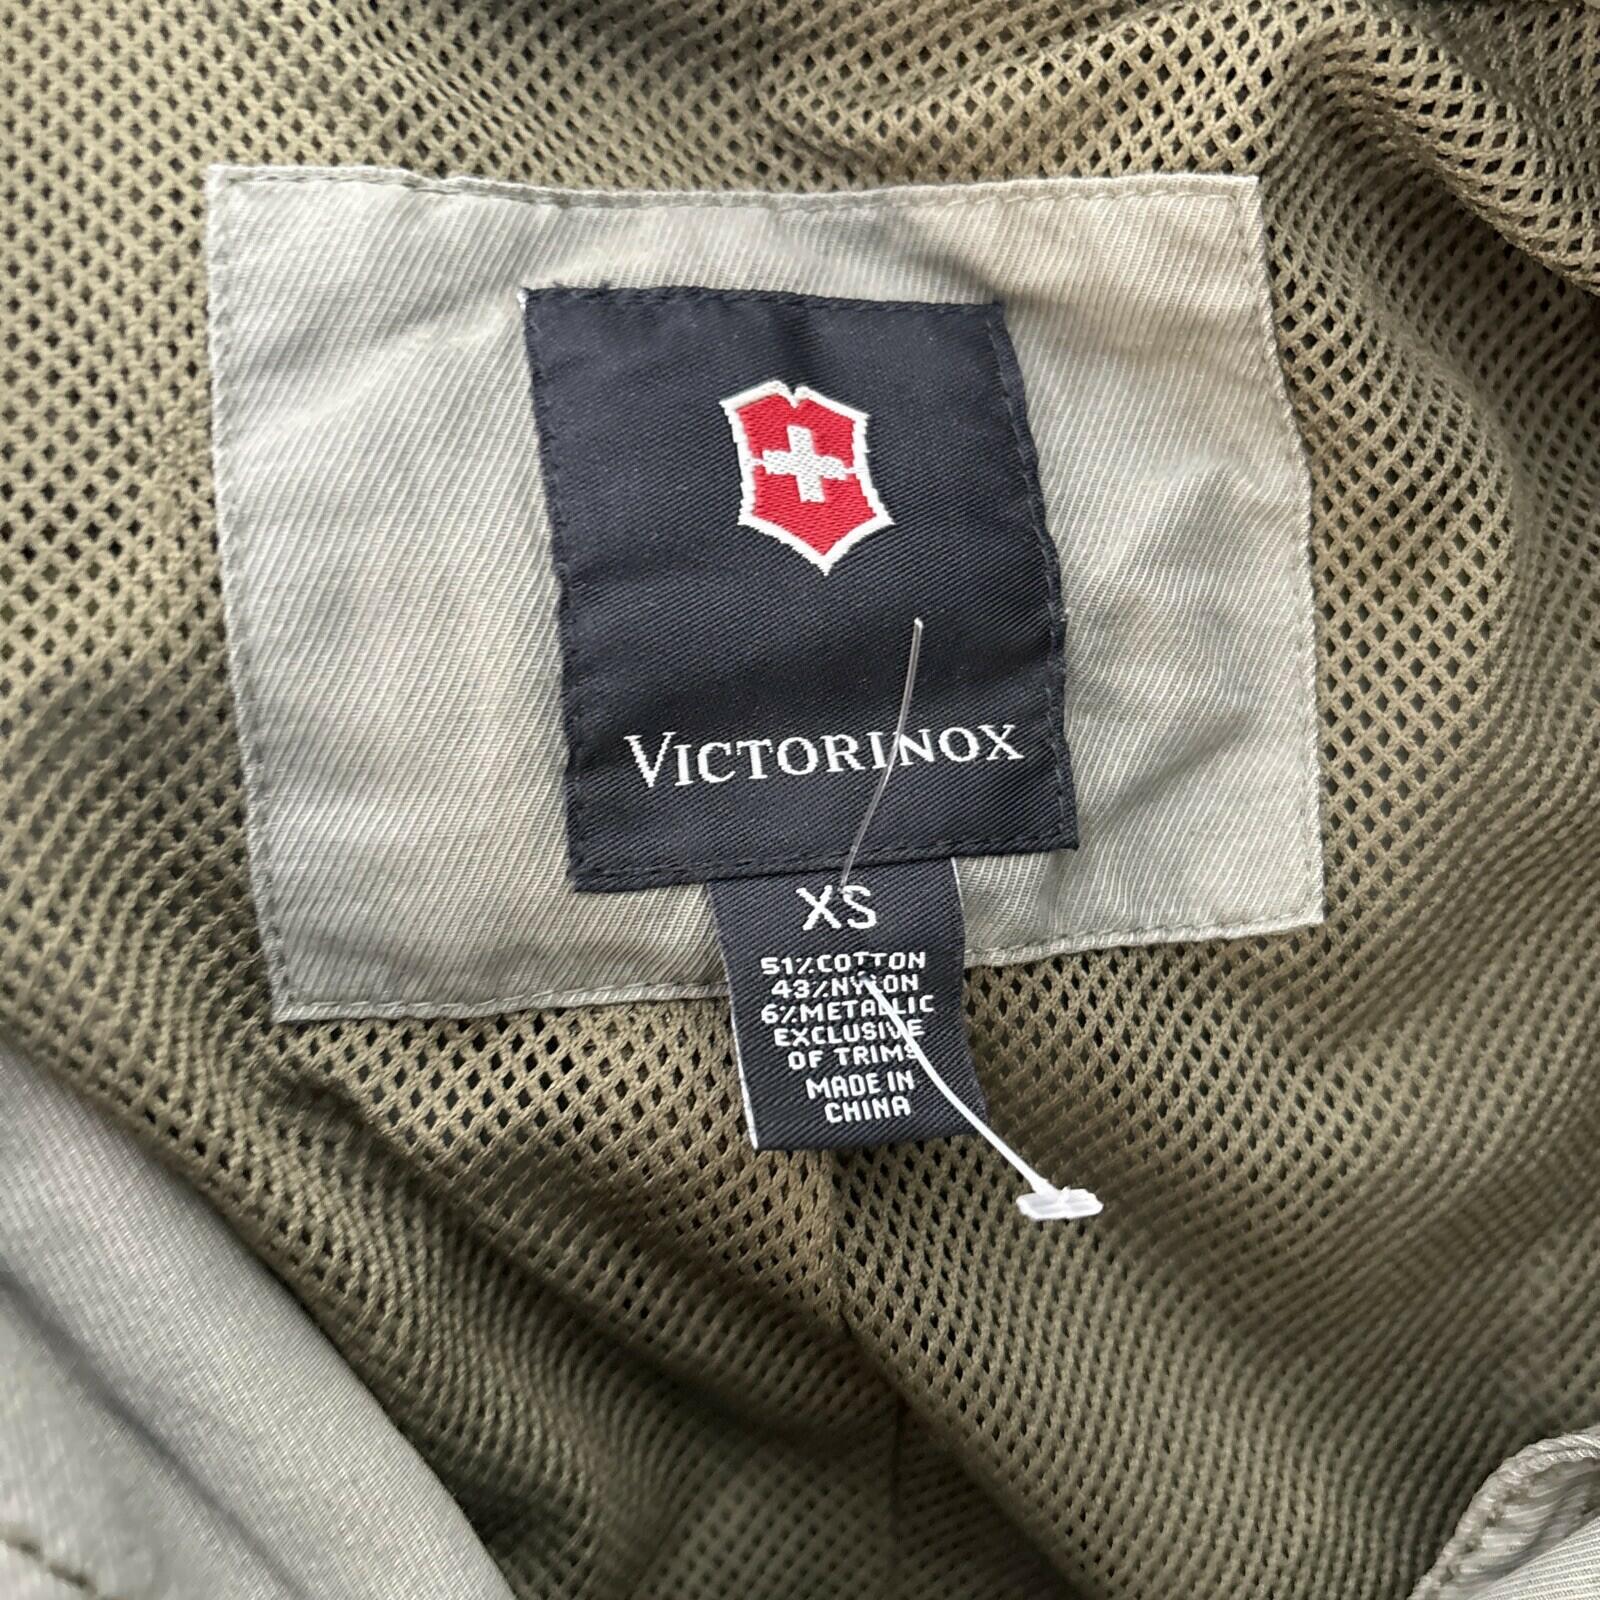 VICTORINOX
XS
51%COTTON
43%NYLON
6%METALLIC
EXCLUSIVE
OF TRIMS
MADE IN
CHINA